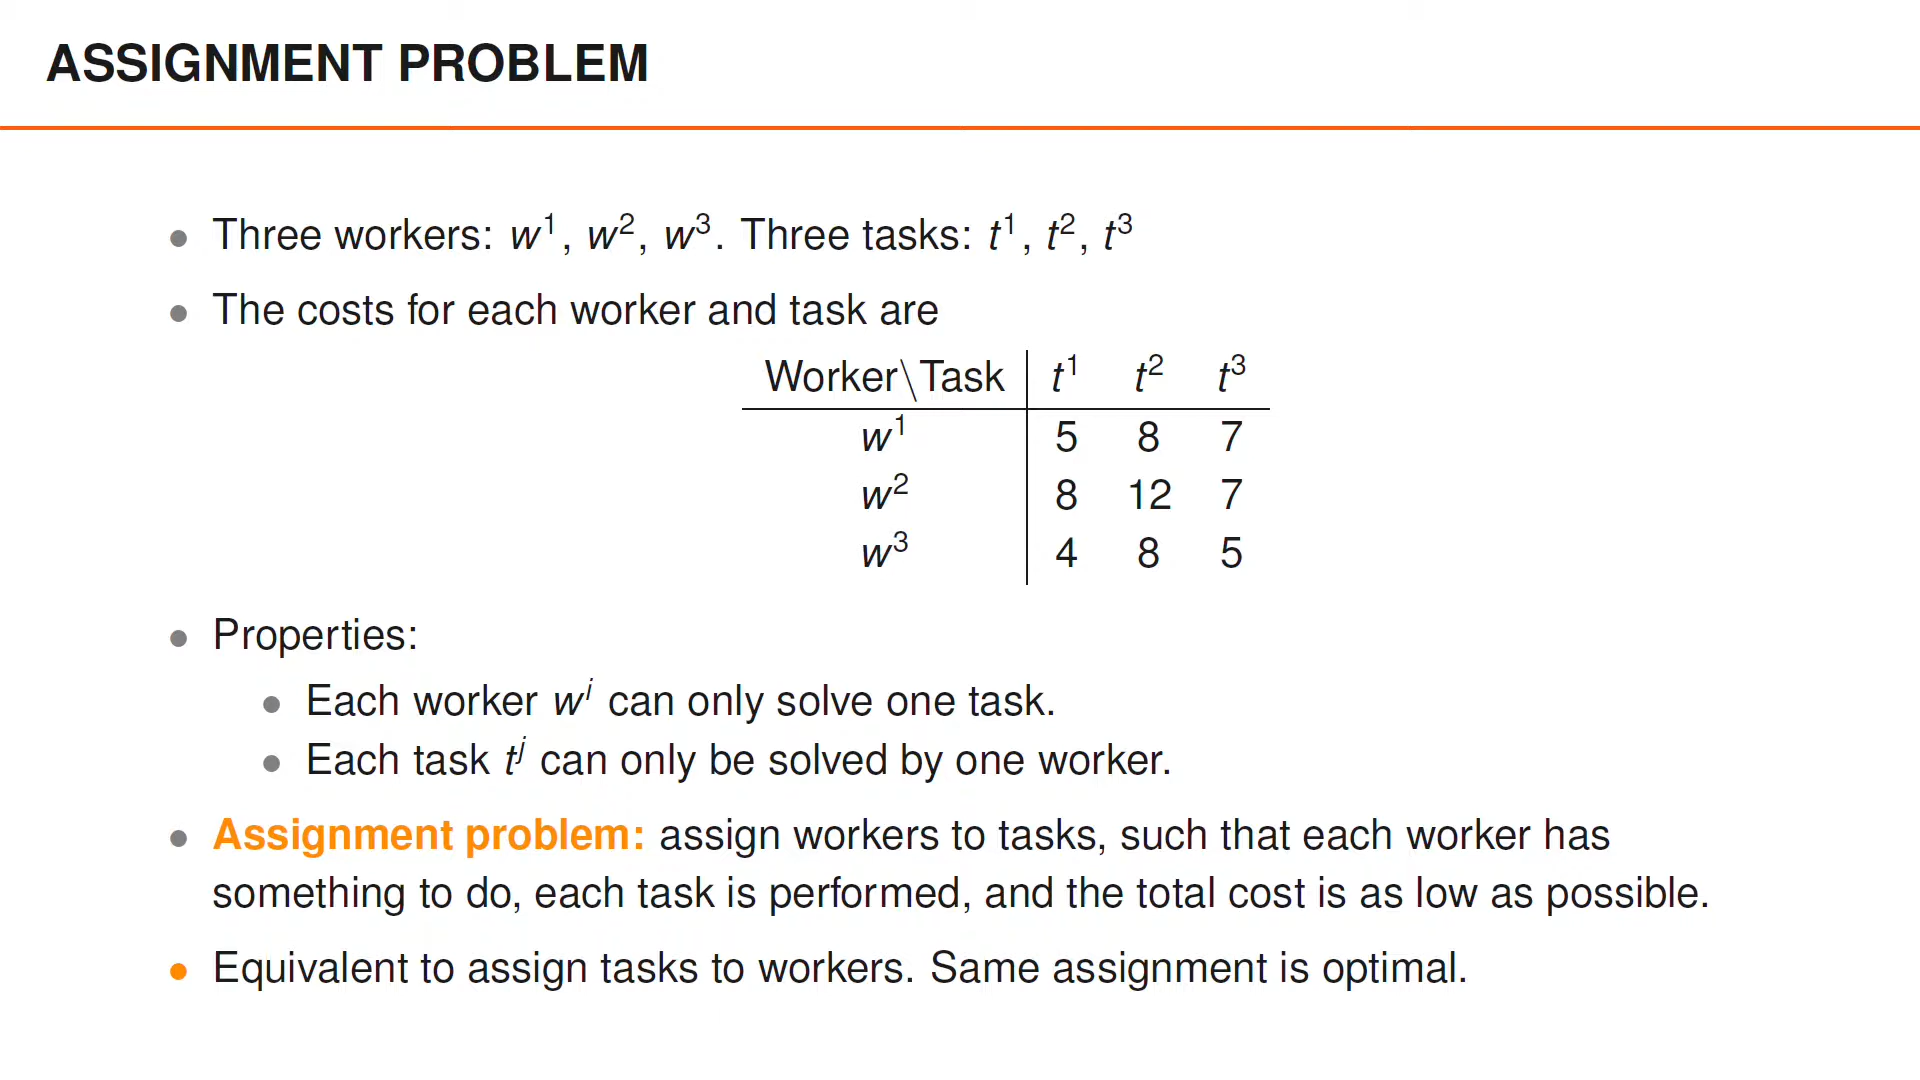 ASSIGNMENT PROBLEM
• Three workers: w¹, w², w³. Three tasks: t¹, t², t³
• The costs for each worker and task are
Worker\Task t¹ t² t³
w¹ 5 8 7
w² 8 12 7
w³ 4 8 5
• Properties:
• Each worker wⁱ can only solve one task.
• Each task tʲ can only be solved by one worker.
• Assignment problem: assign workers to tasks, such that each worker has
something to do, each task is performed, and the total cost is as low as possible.
• Equivalent to assign tasks to workers. Same assignment is optimal.